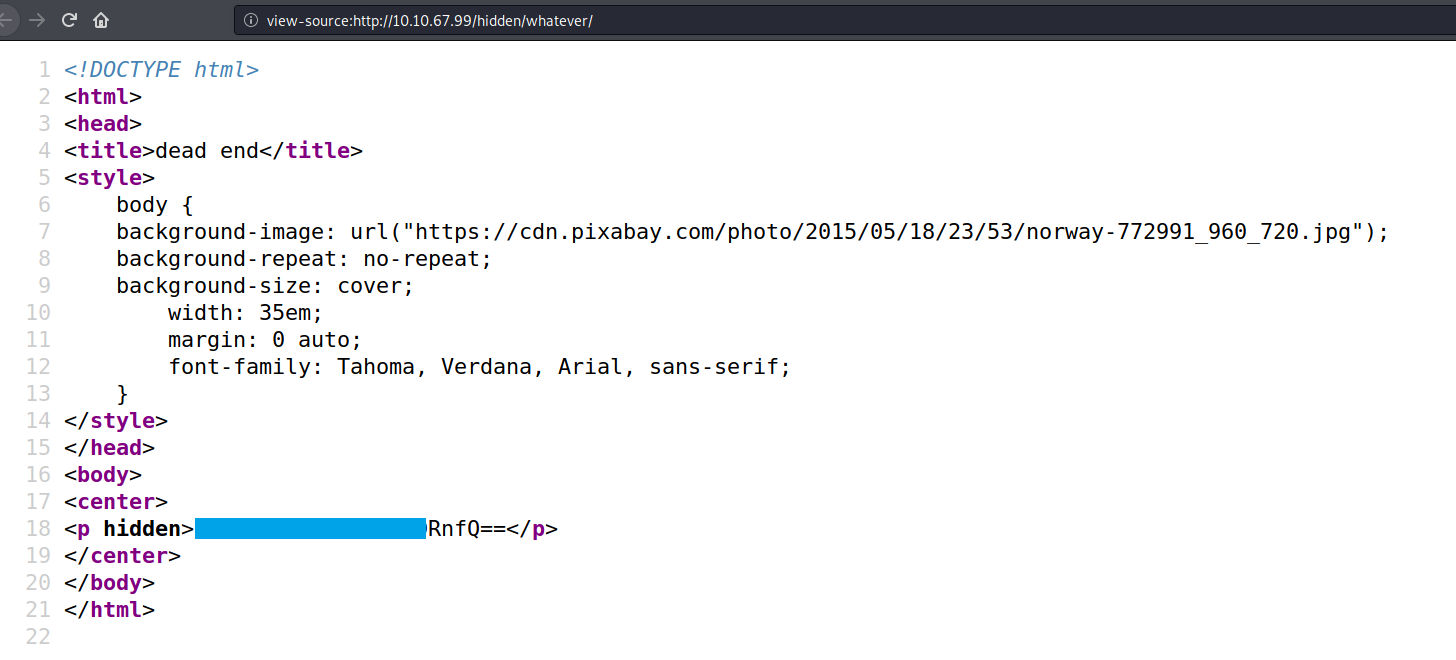 view-source:http://10.10.67.99/hidden/whatever/
1 <!DOCTYPE html>
2 <html>
3 <head>
4 <title>dead end</title>
5 <style>
6 body {
7 background-image: url("https://cdn.pixabay.com/photo/2015/05/18/23/53/norway-772991_960_720.jpg");
8 background-repeat: no-repeat;
9 background-size: cover;
10 width: 35em;
11 margin: 0 auto;
12 font-family: Tahoma, Verdana, Arial, sans-serif;
13 }
14 </style>
15 </head>
16 <body>
17 <center>
18 <p hidden>RnfQ==</p>
19 </center>
20 </body>
21 </html>
22